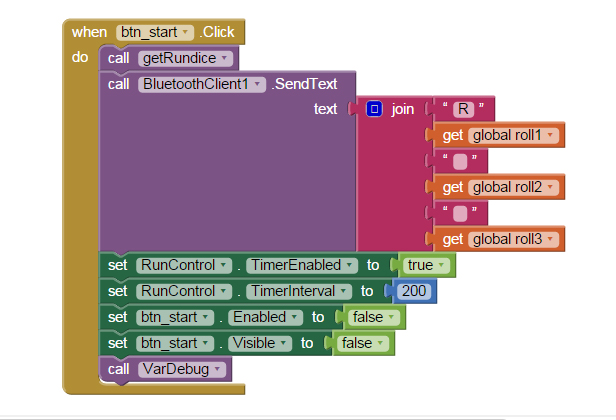 when btn_start .Click
do call getRundice
call BluetoothClient1 .SendText
text join “ R ”
get global roll1
“ ”
get global roll2
“ ”
get global roll3
set RunControl . TimerEnabled to true
set RunControl . TimerInterval to 200
set btn_start . Enabled to false
set btn_start . Visible to false
call VarDebug